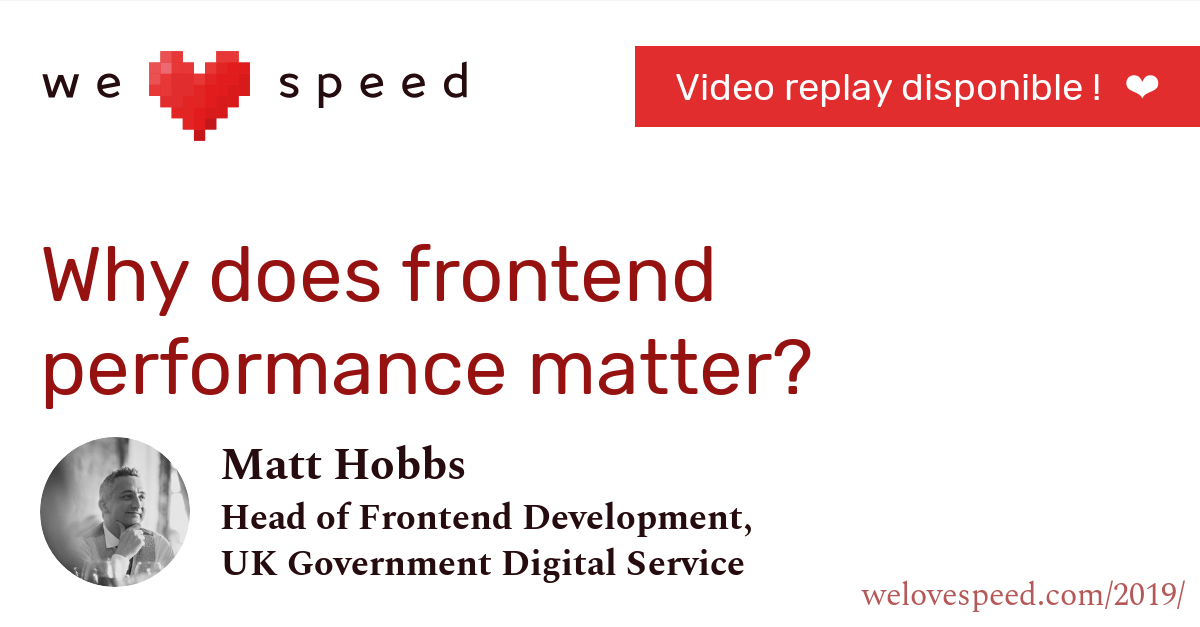 we speed
Video replay disponible ! ❤
Why does frontend
performance matter?
Matt Hobbs
Head of Frontend Development,
UK Government Digital Service
welovespeed.com/2019/